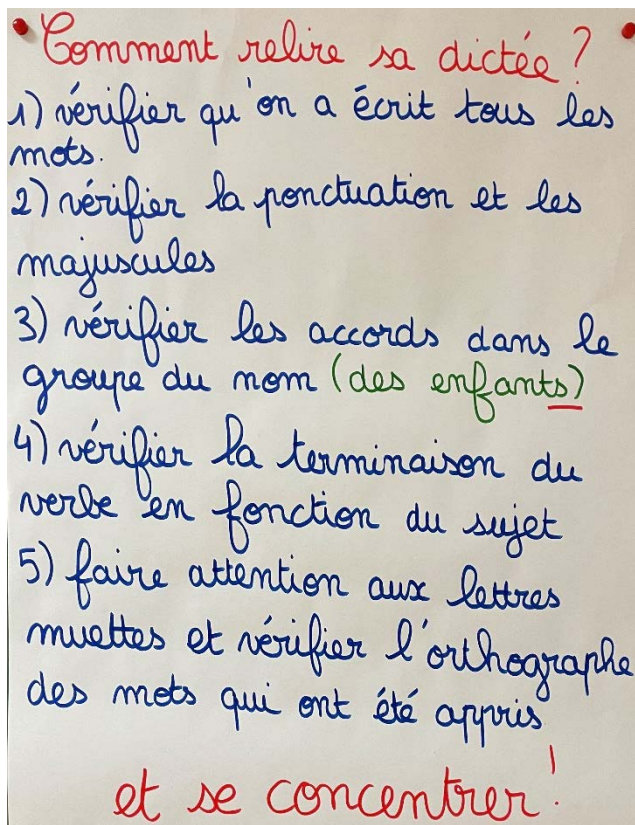 Comment relire sa dictée ?
1) vérifier qu'on a écrit tous les
mots.
2) vérifier la ponctuation et les
majuscules
3) vérifier les accords dans le
groupe du nom (des enfants)
4) vérifier la terminaison du
verbe en fonction du sujet
5) faire attention aux lettres
muettes et vérifier l'orthographe
des mots qui ont été appris
et se concentrer !